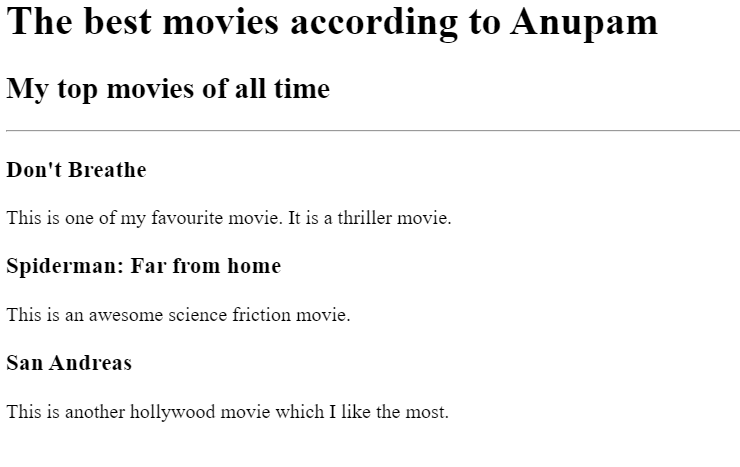 The best movies according to Anupam
My top movies of all time
Don't Breathe
This is one of my favourite movie. It is a thriller movie.
Spiderman: Far from home
This is an awesome science friction movie.
San Andreas
This is another hollywood movie which I like the most.